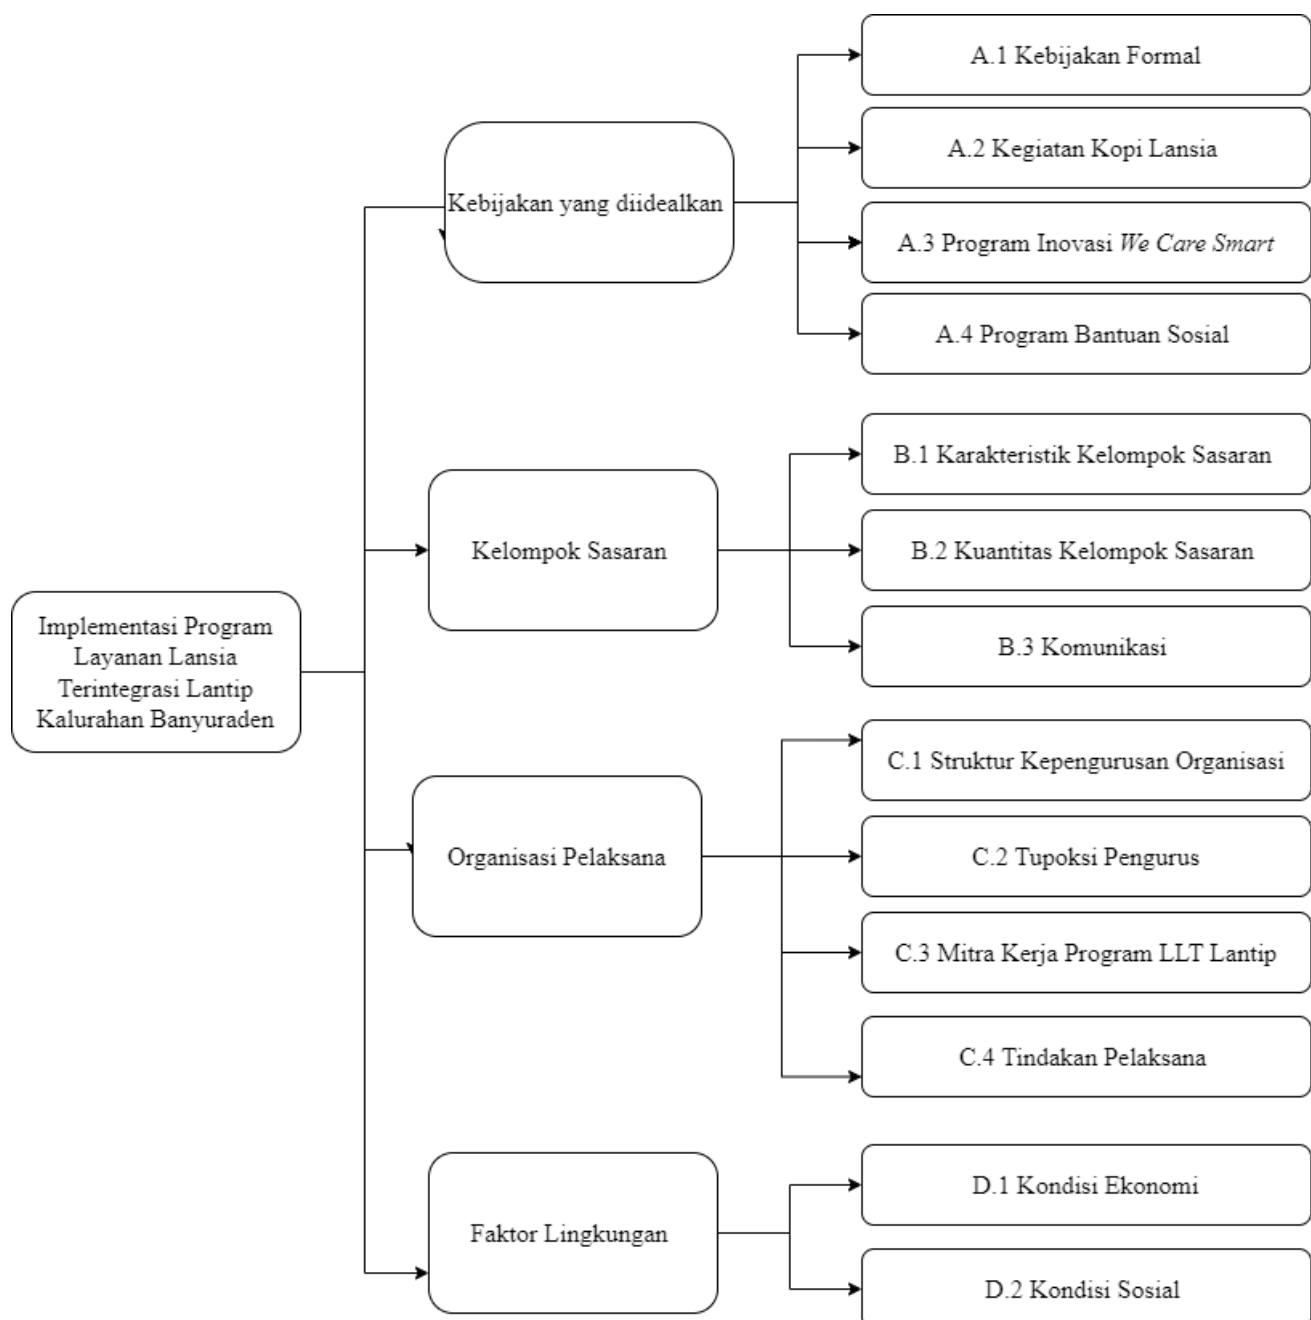 Implementasi Program
Layanan Lansia
Terintegrasi Lantip
Kalurahan Banyuraden
Kebijakan yang diidealkan
A.1 Kebijakan Formal
A.2 Kegiatan Kopi Lansia
A.3 Program Inovasi We Care Smart
A.4 Program Bantuan Sosial
Kelompok Sasaran
B.1 Karakteristik Kelompok Sasaran
B.2 Kuantitas Kelompok Sasaran
B.3 Komunikasi
Organisasi Pelaksana
C.1 Struktur Kepengurusan Organisasi
C.2 Tupoksi Pengurus
C.3 Mitra Kerja Program LLT Lantip
C.4 Tindakan Pelaksana
Faktor Lingkungan
D.1 Kondisi Ekonomi
D.2 Kondisi Sosial